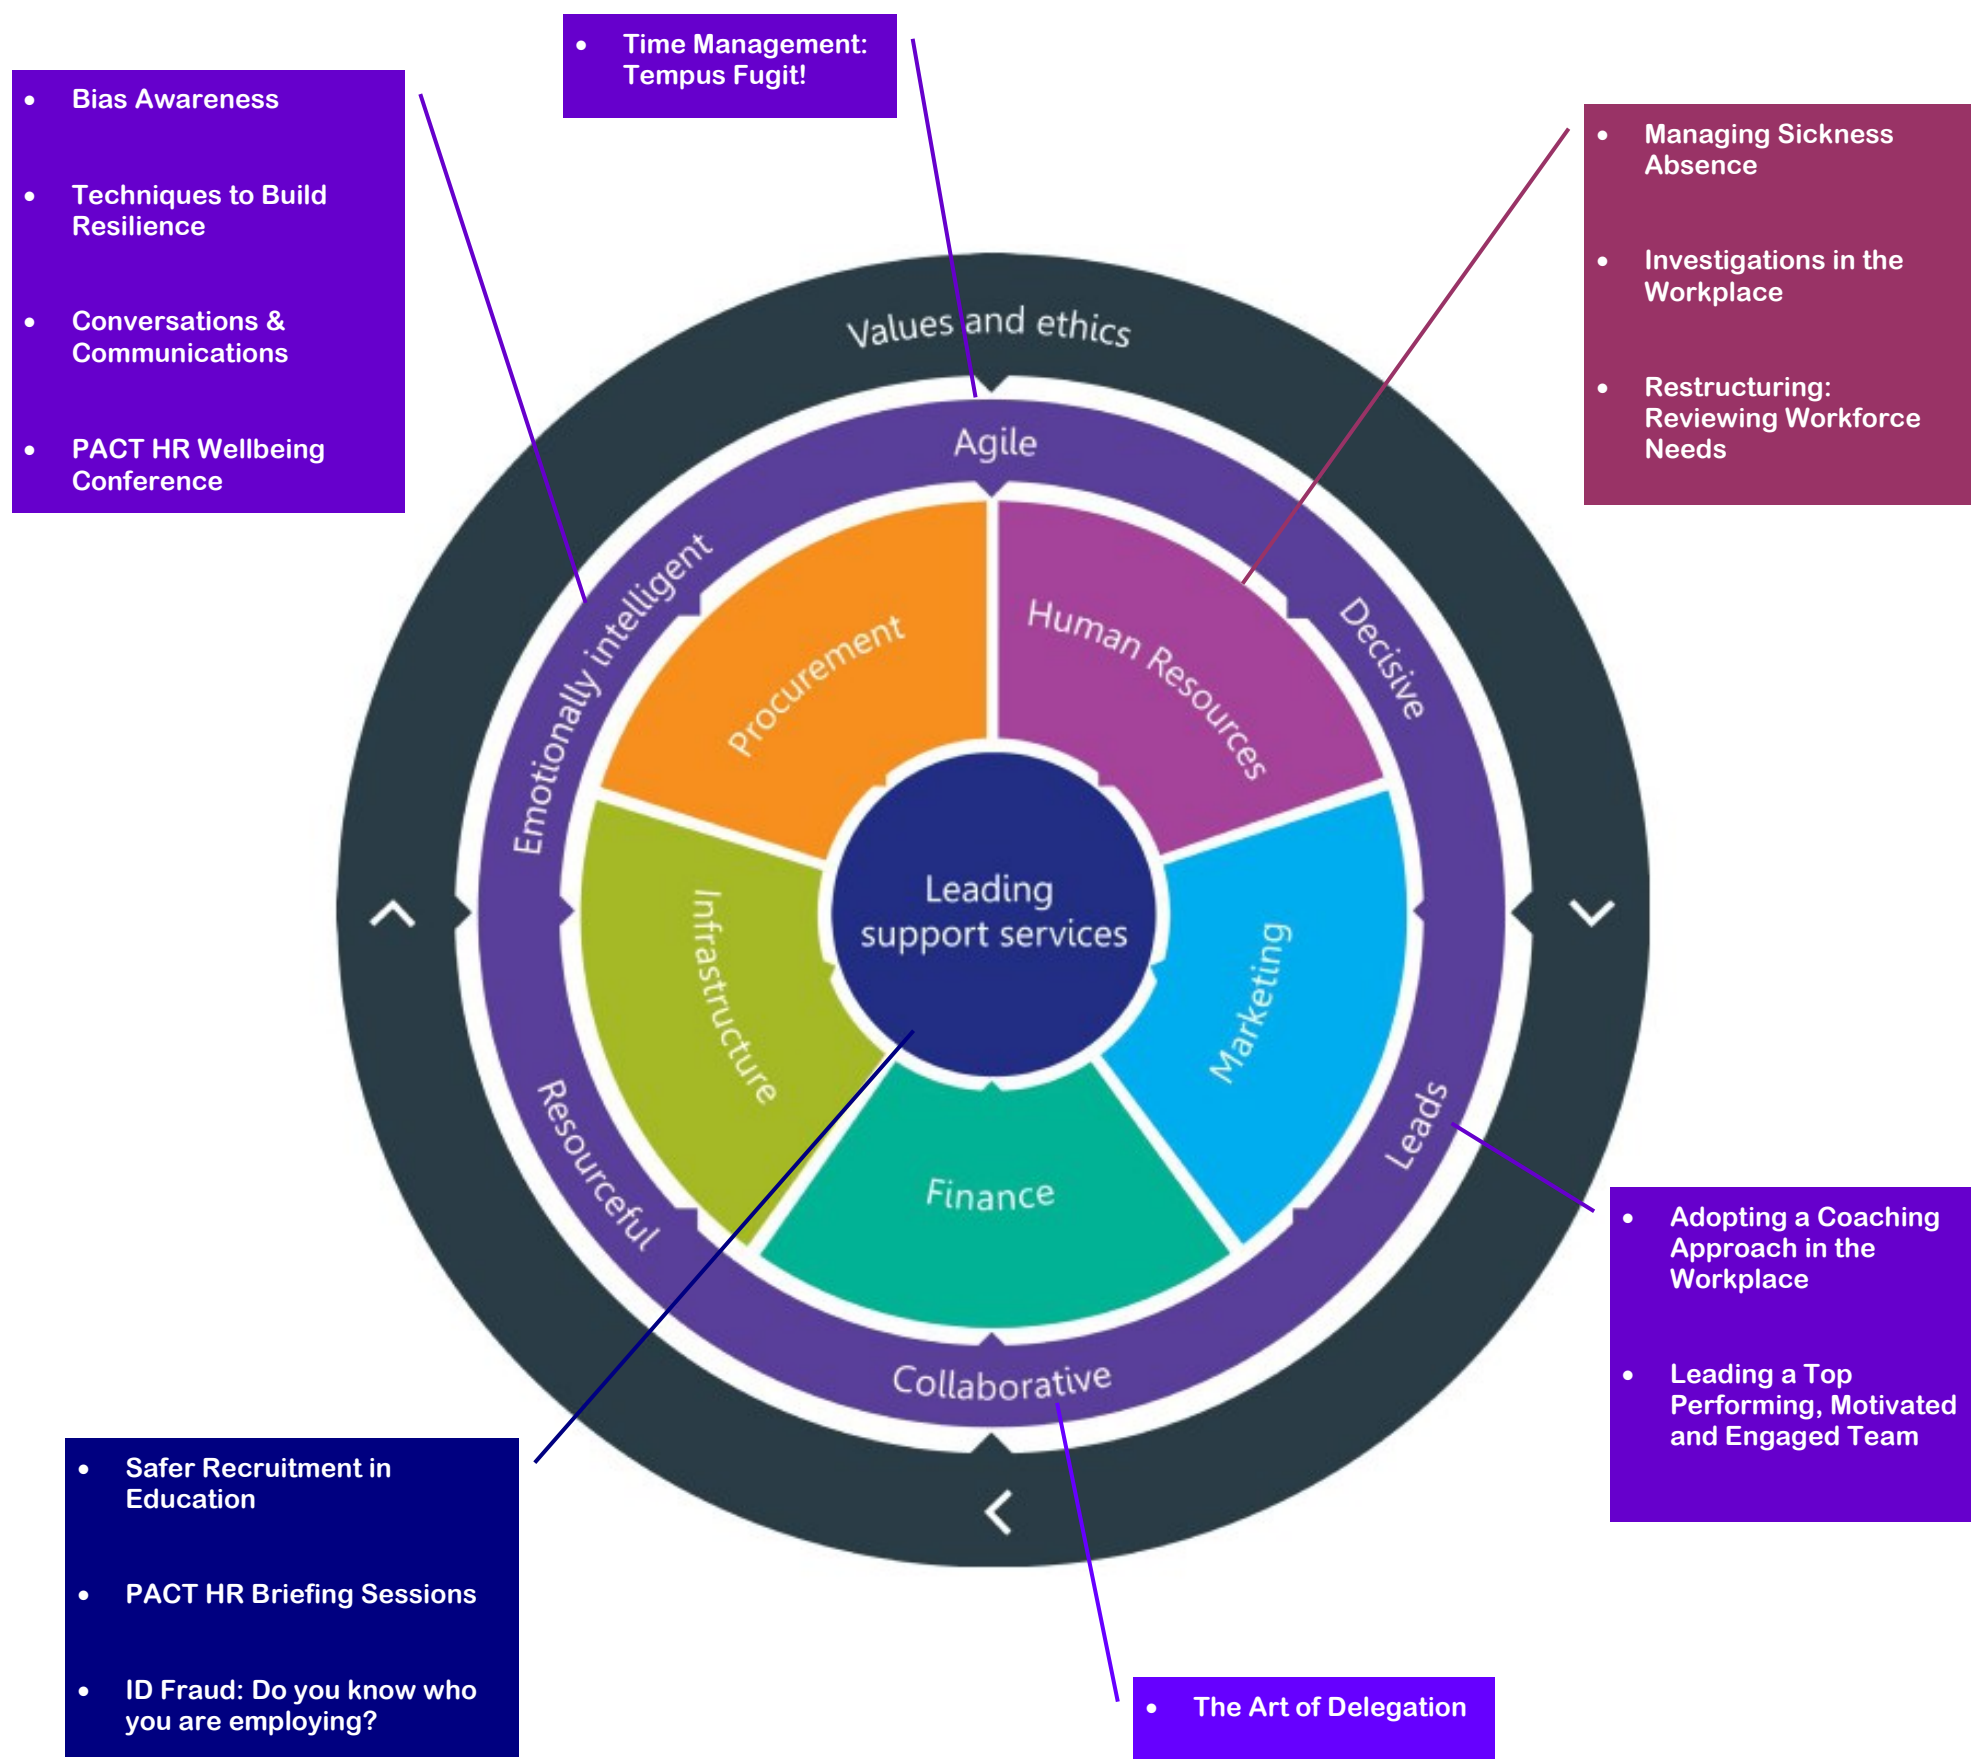 • Time Management:
Tempus Fugit!
• Bias Awareness
• Techniques to Build
Resilience
• Conversations &
Communications
• PACT HR Wellbeing
Conference
• Managing Sickness
Absence
• Investigations in the
Workplace
• Restructuring:
Reviewing Workforce
Needs
Values and ethics
Agile
Emotionally intelligent
Decisive
Procurement
Human Resources
Leading
support services
Infrastructure
Marketing
Resourceful
Leads
Finance
Collaborative
• Adopting a Coaching
Approach in the
Workplace
• Leading a Top
Performing, Motivated
and Engaged Team
• Safer Recruitment in
Education
• PACT HR Briefing Sessions
• ID Fraud: Do you know who
you are employing?
• The Art of Delegation